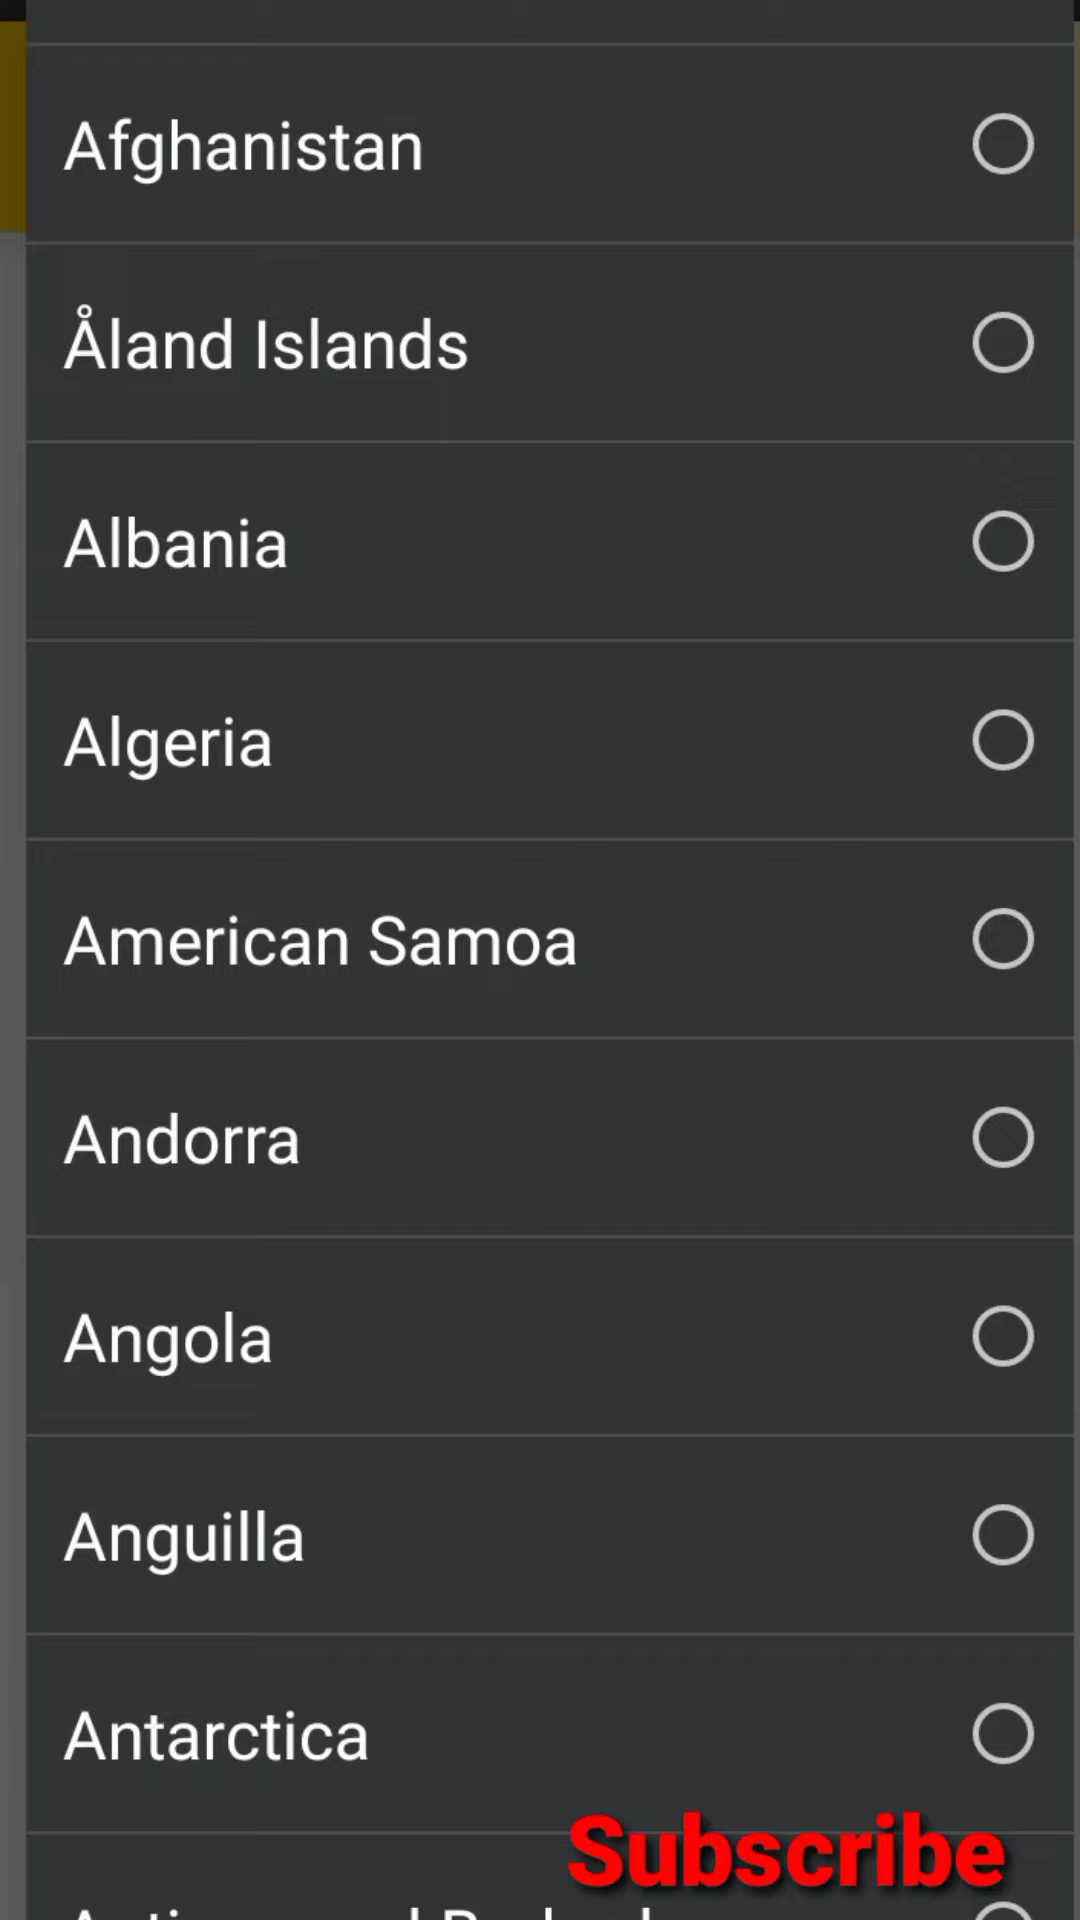 Afghanistan
Åland Islands
Albania
Algeria
American Samoa
Andorra
Angola
Anguilla
Antarctica
Subscribe